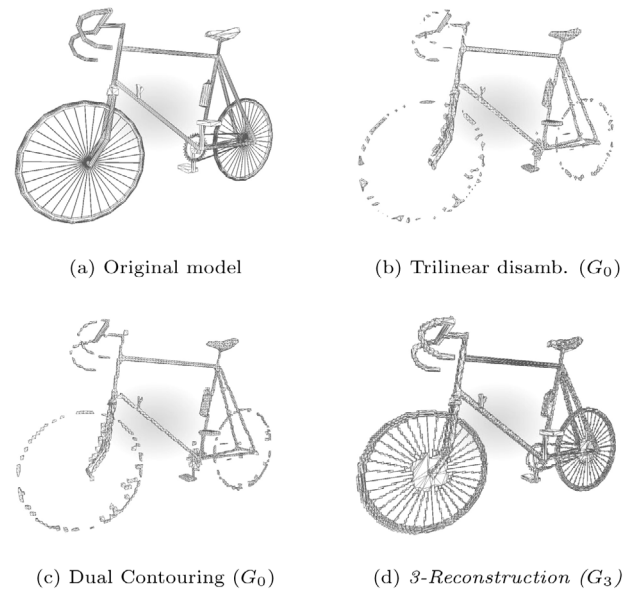 (a) Original model
(b) Trilinear disamb. (G₀)
(c) Dual Contouring (G₀)
(d) 3-Reconstruction (G₃)